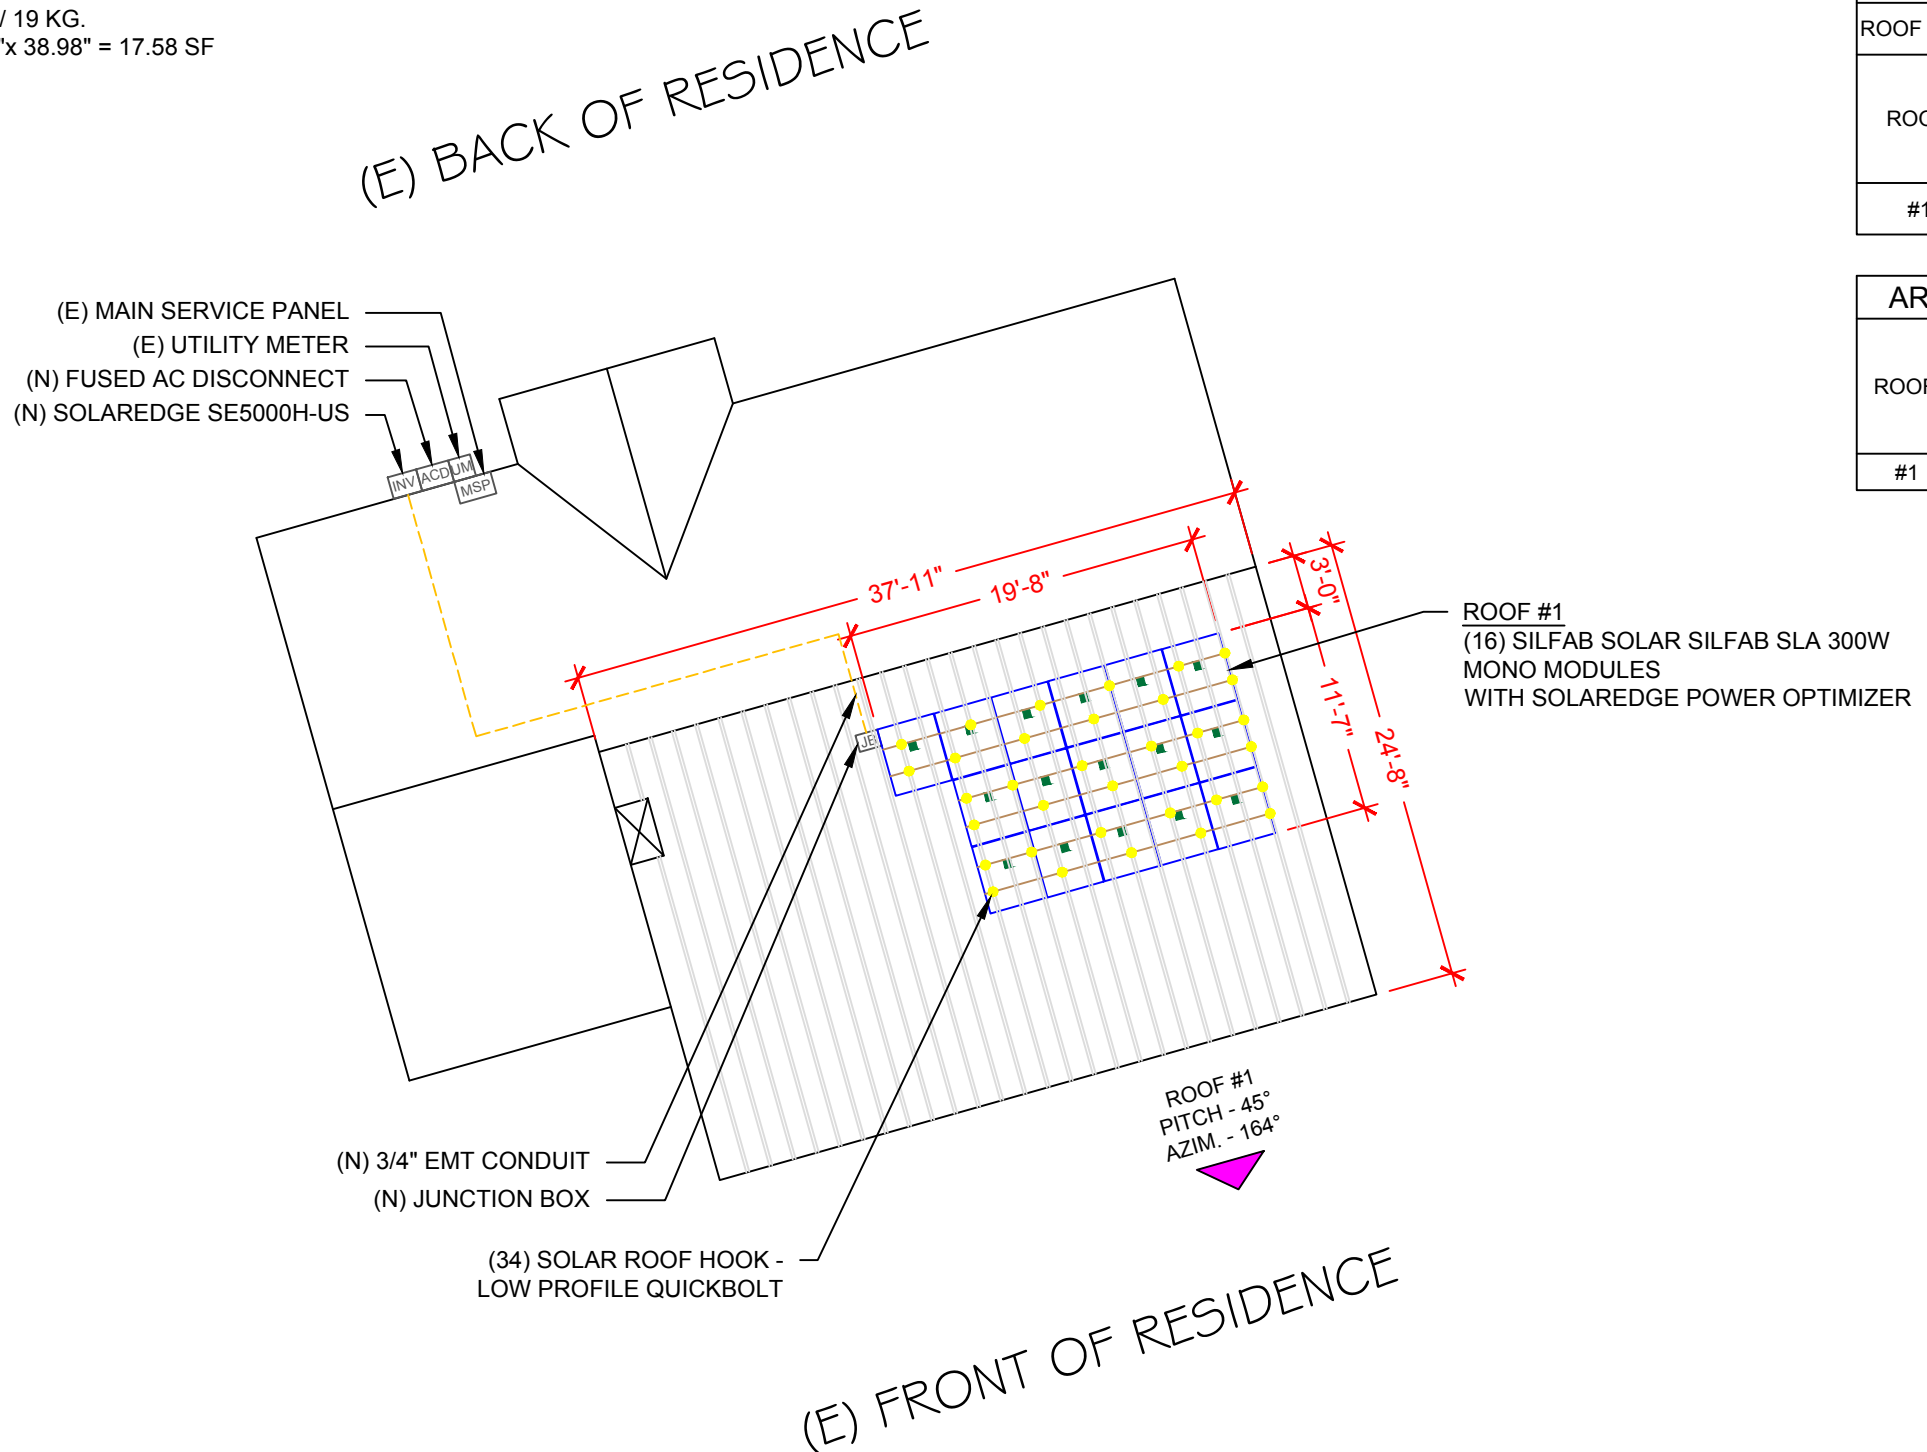 / 19 KG.
"x 38.98" = 17.58 SF
(E) BACK OF RESIDENCE
ROOF
#1
AR
ROOF
#1
(E) MAIN SERVICE PANEL
(E) UTILITY METER
(N) FUSED AC DISCONNECT
(N) SOLAREDGE SE5000H-US
INV
ACD
UM
MSP
37'-11"
19'-8"
3'-0"
11'-7"
24'-8"
ROOF #1
(16) SILFAB SOLAR SILFAB SLA 300W
MONO MODULES
WITH SOLAREDGE POWER OPTIMIZER
JB
ROOF #1
PITCH - 45°
AZIM. - 164°
(N) 3/4" EMT CONDUIT
(N) JUNCTION BOX
(34) SOLAR ROOF HOOK -
LOW PROFILE QUICKBOLT
(E) FRONT OF RESIDENCE